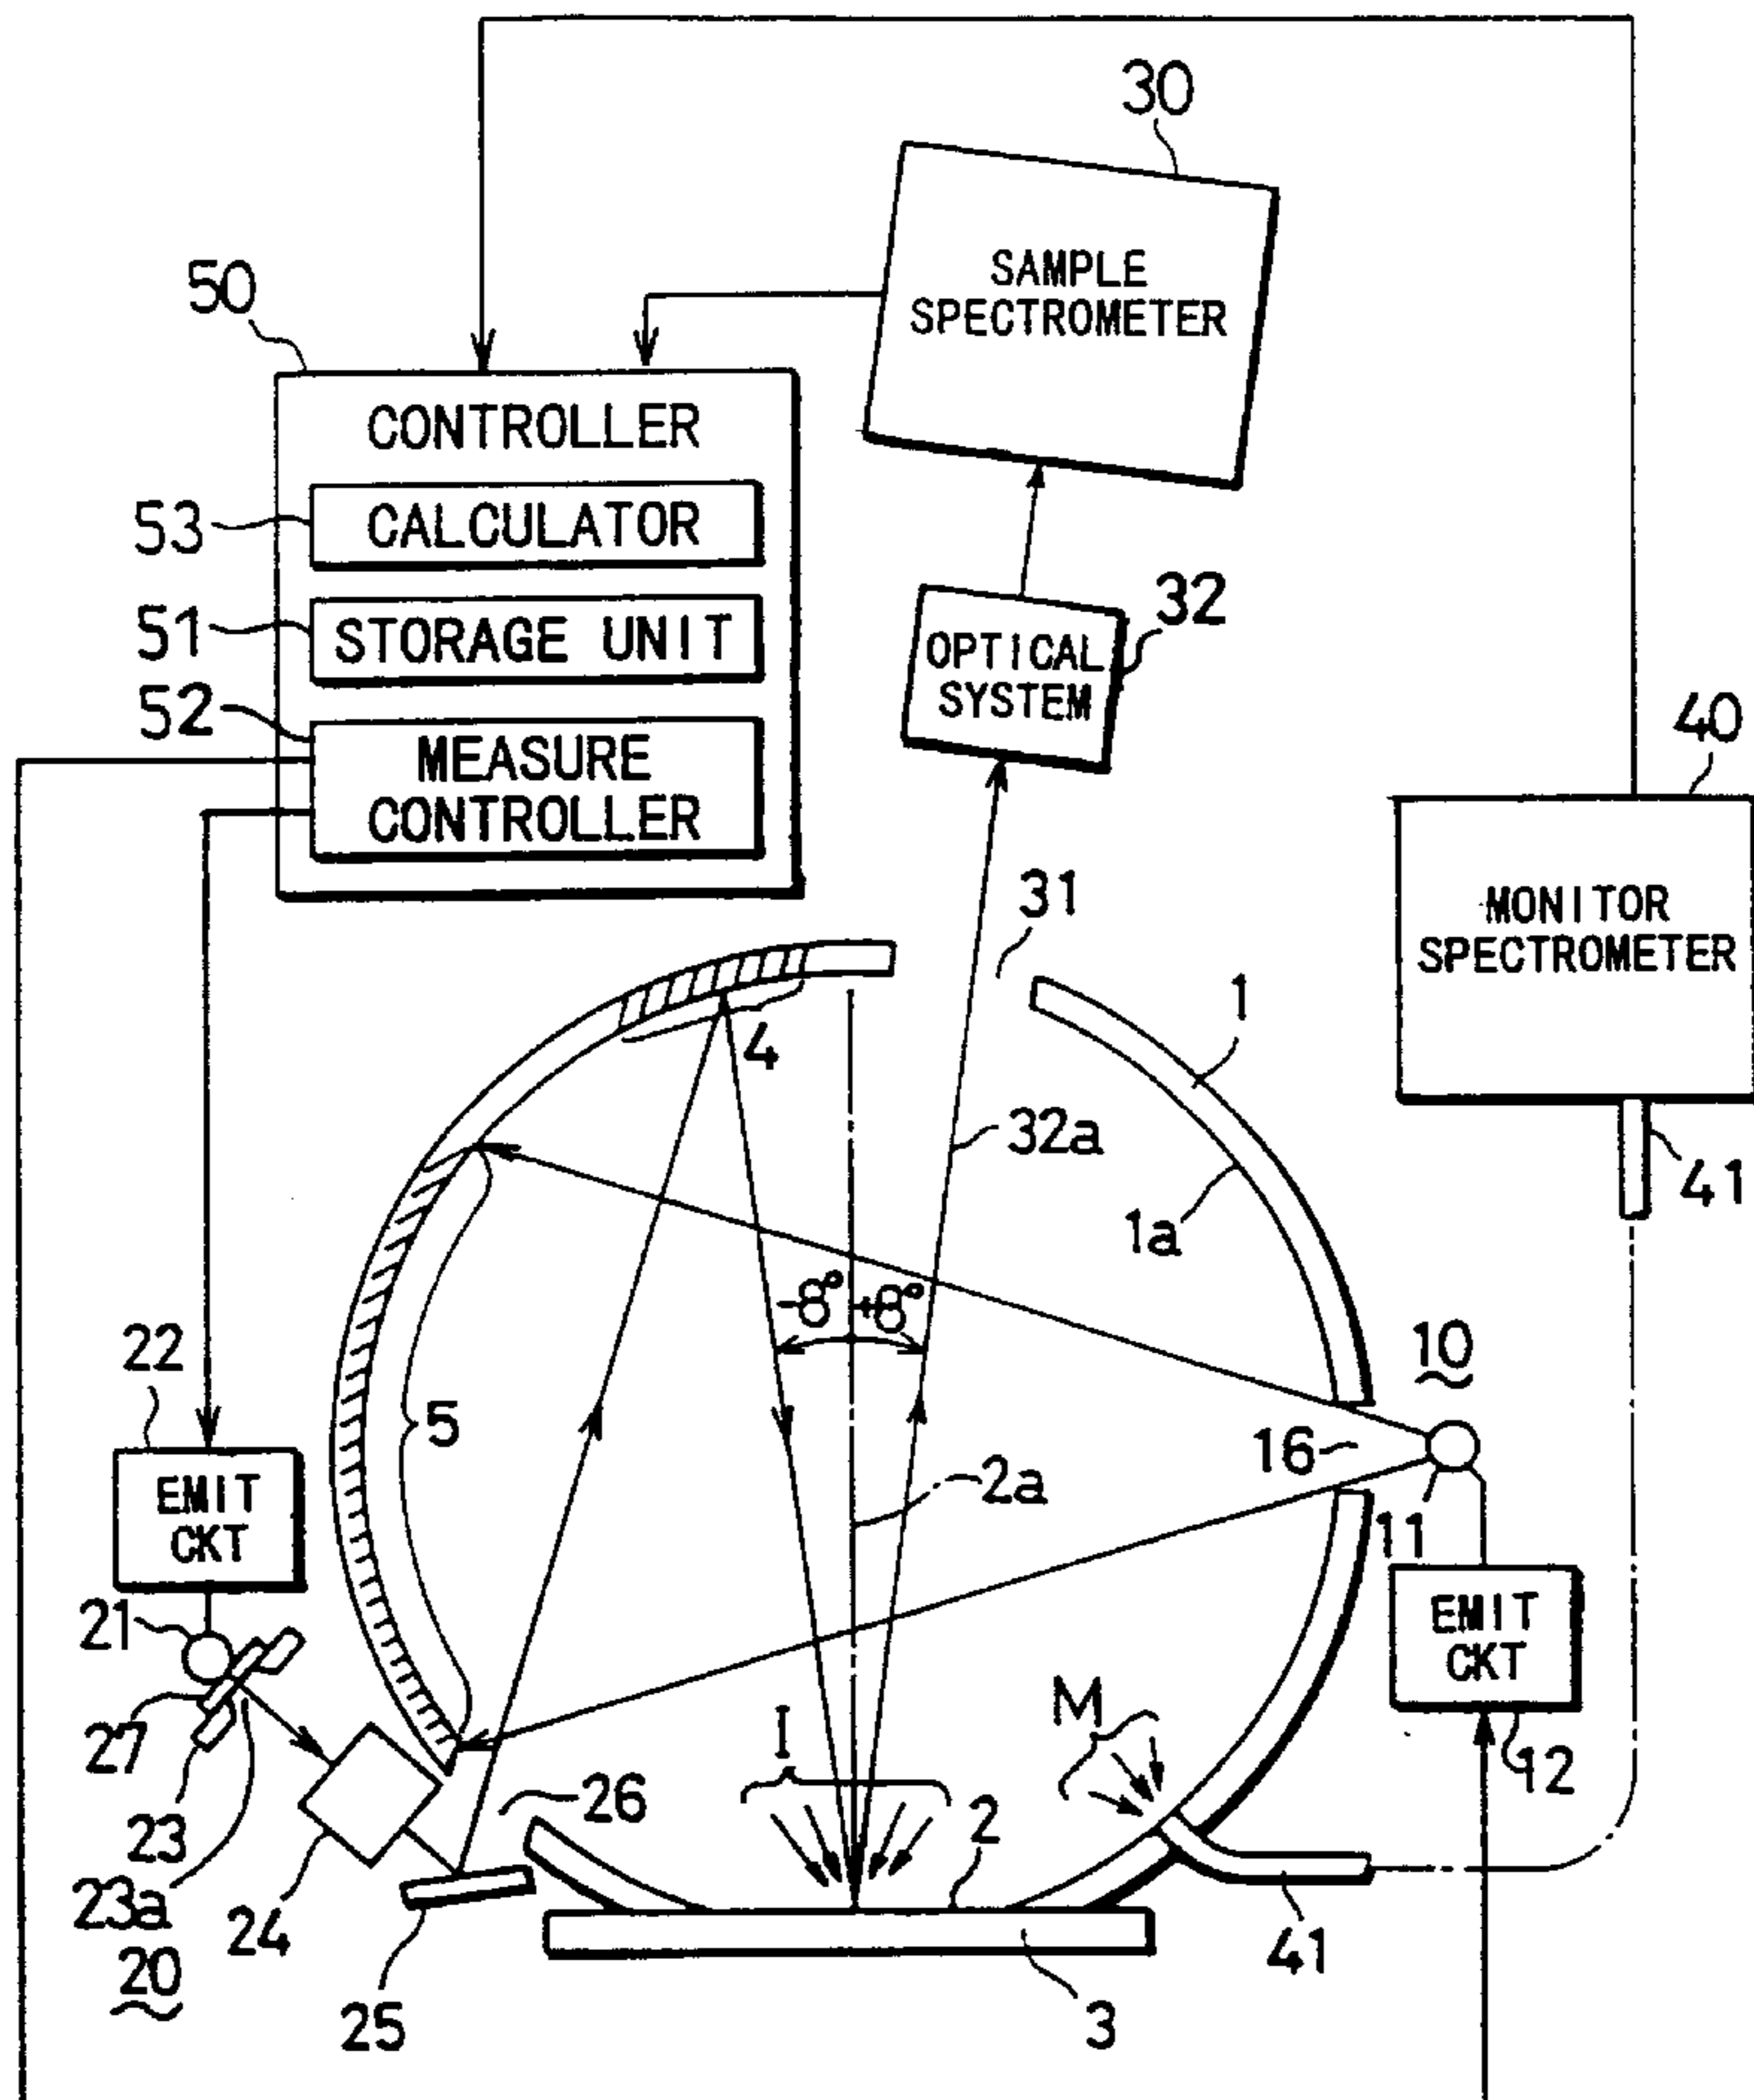 30
SAMPLE
SPECTROMETER
50
CONTROLLER
53
CALCULATOR
51
STORAGE UNIT
52
MEASURE
CONTROLLER
OPTICAL
SYSTEM
32
40
MONITOR
SPECTROMETER
31
1
4
32a
1a
41
-8° +8°
22
EMIT
CKT
5
10
16
11
2a
21
EMIT
CKT
27
23
23a
24
20
26
I
M
2
12
25
3
41